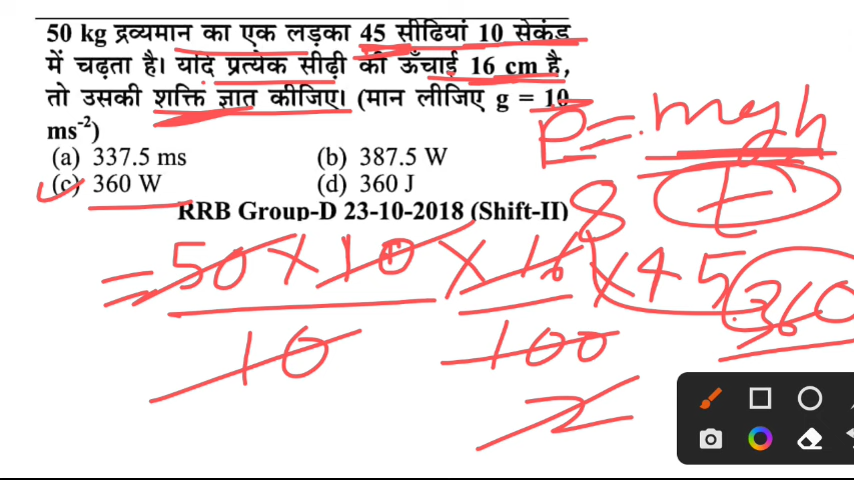 50 kg द्रव्यमान का एक लड़का 45 सीढियां 10 सेकंड
में चढ़ता है। यदि प्रत्येक सीढ़ी की ऊँचाई 16 cm है,
तो उसकी शक्ति ज्ञात कीजिए। (मान लीजिए g = 10
ms⁻²)
(a) 337.5 ms (b) 387.5 W
(c) 360 W (d) 360 J
RRB Group-D 23-10-2018 (Shift-II)
P = mgh
t
8
= 50 × 10 × 16 × 45 360
10 100
2